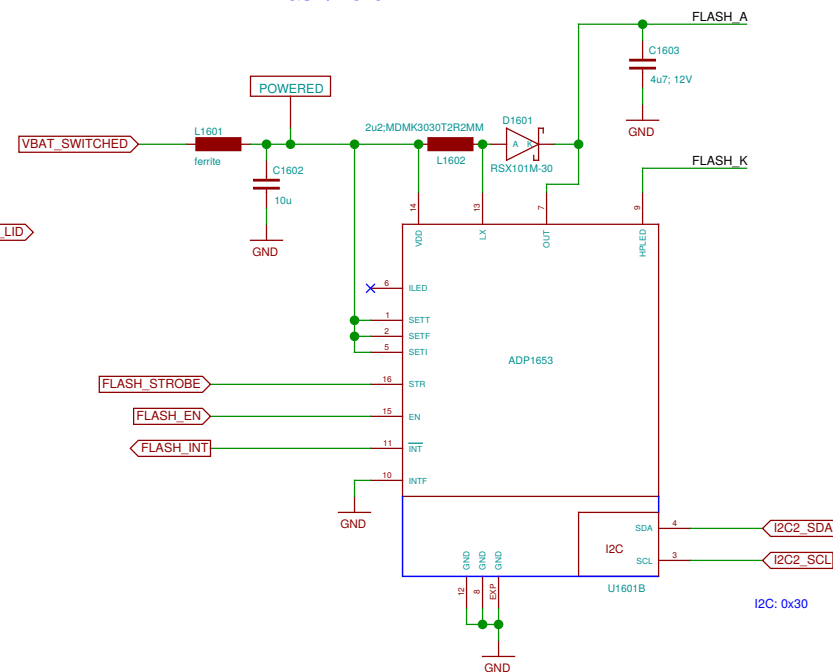 FLASH_A
C1603
4u7; 12V
GND
POWERED
L1601
VBAT_SWITCHED
ferrite
C1602
10u
GND
2u2;MDMK3030T2R2MM
L1602
D1601
A K
RSX101M-30
FLASH_K
_LID
14
13
7
9
VDD
LX
OUT
HPLED
6 ILED
1 SETT
2 SETF
5 SETI
ADP1653
FLASH_STROBE 16 STR
FLASH_EN 15 EN
FLASH_INT 11 INT
10 INTF
GND
SDA 4 I2C2_SDA
I2C
SCL 3 I2C2_SCL
GND
GND
GND
12
8
EXP
U1601B
I2C: 0x30
GND